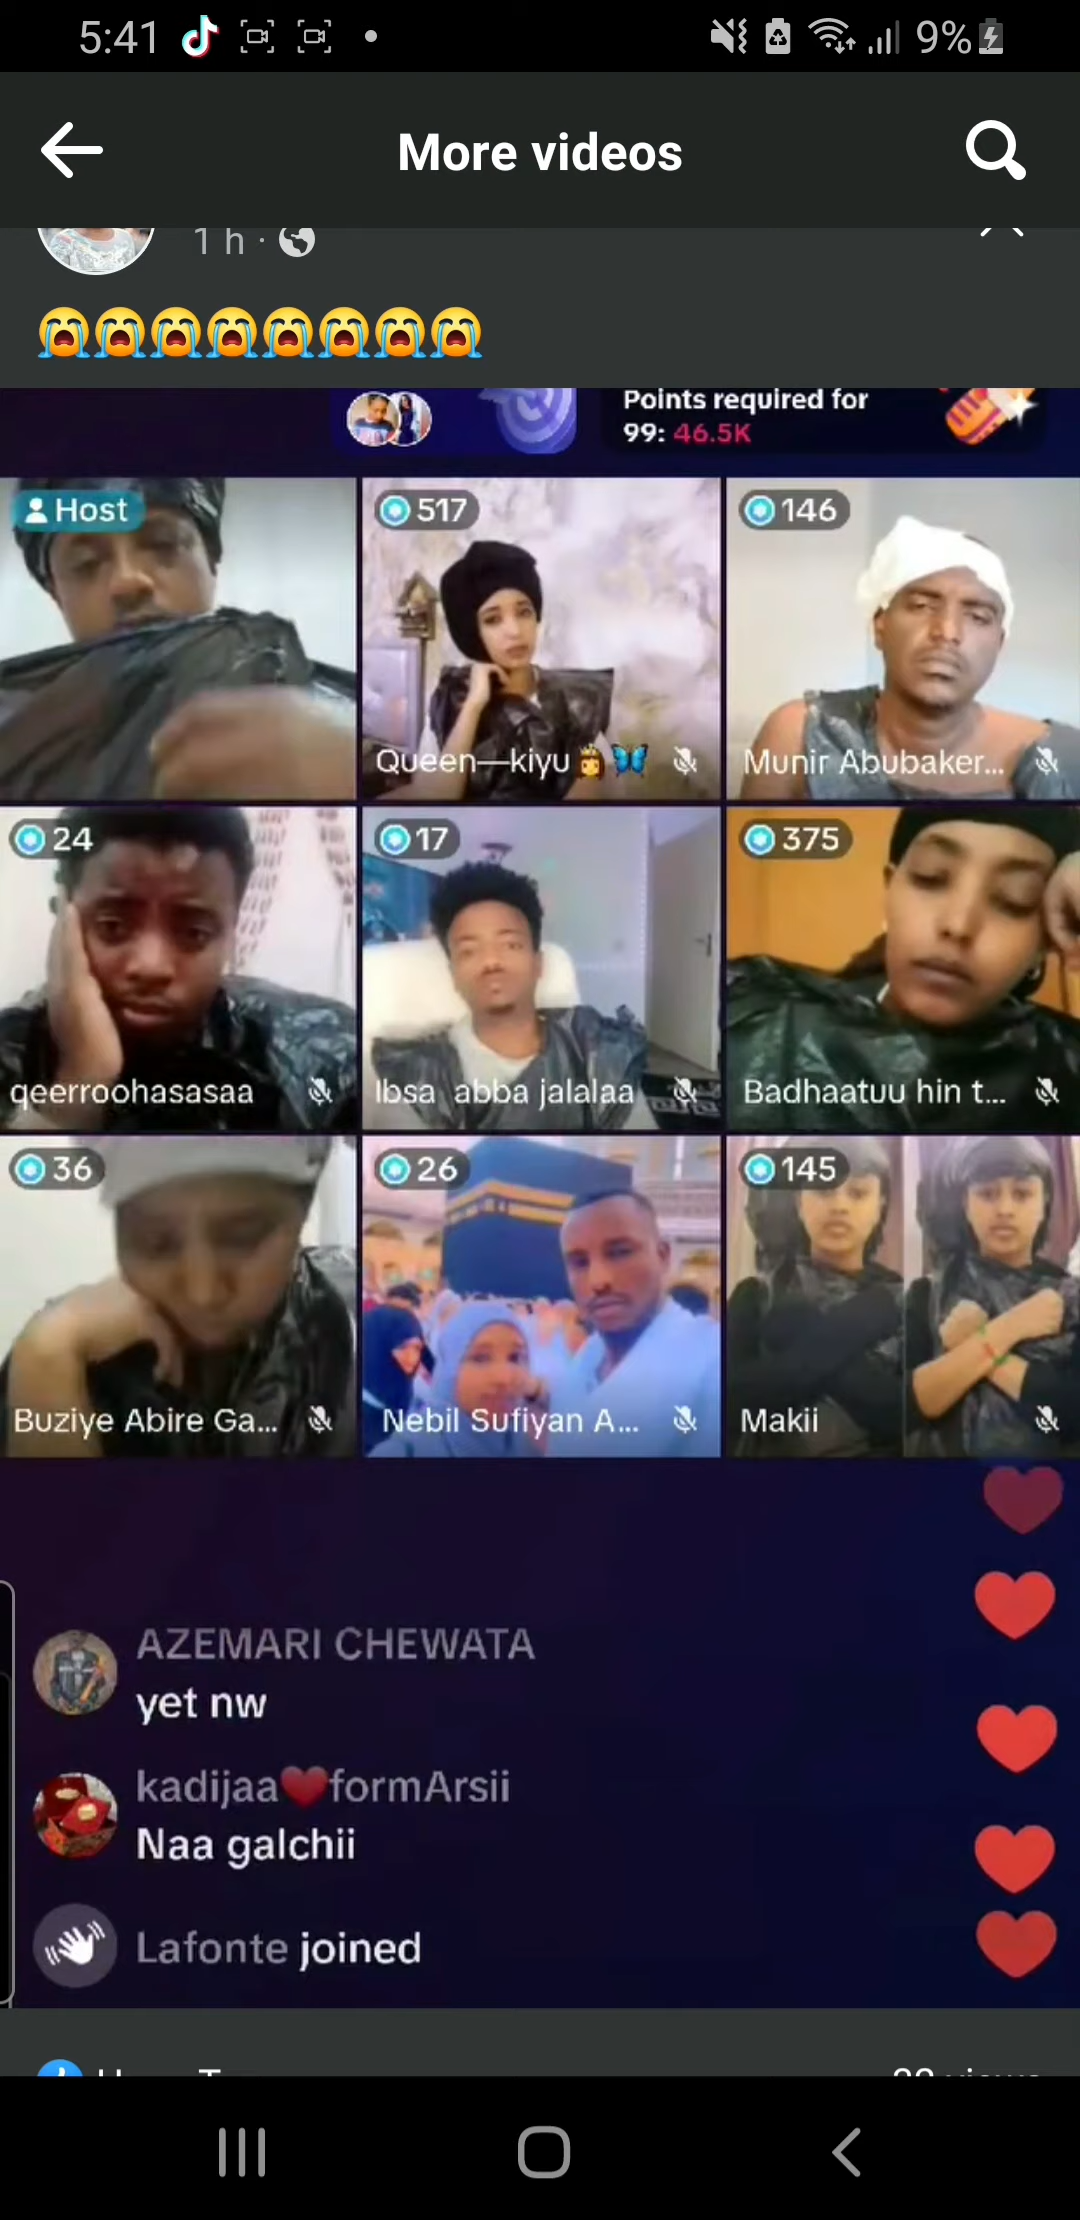 5:41
9%
More videos
1 h ·
😭😭😭😭😭😭😭😭
Points required for
99: 46.5K
Host
517
Queen—kiyu👸🦋
146
Munir Abubaker...
24
qeerroohasasaa
17
Ibsa abba jalalaa
375
Badhaatuu hin t...
36
Buziye Abire Ga...
26
Nebil Sufiyan A...
145
Makii
AZEMARI CHEWATA
yet nw
kadijaa❤️formArsii
Naa galchii
Lafonte joined